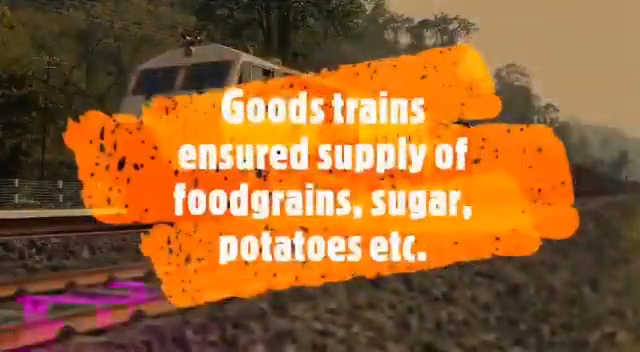 Goods trains
ensured supply of
foodgrains, sugar,
potatoes etc.